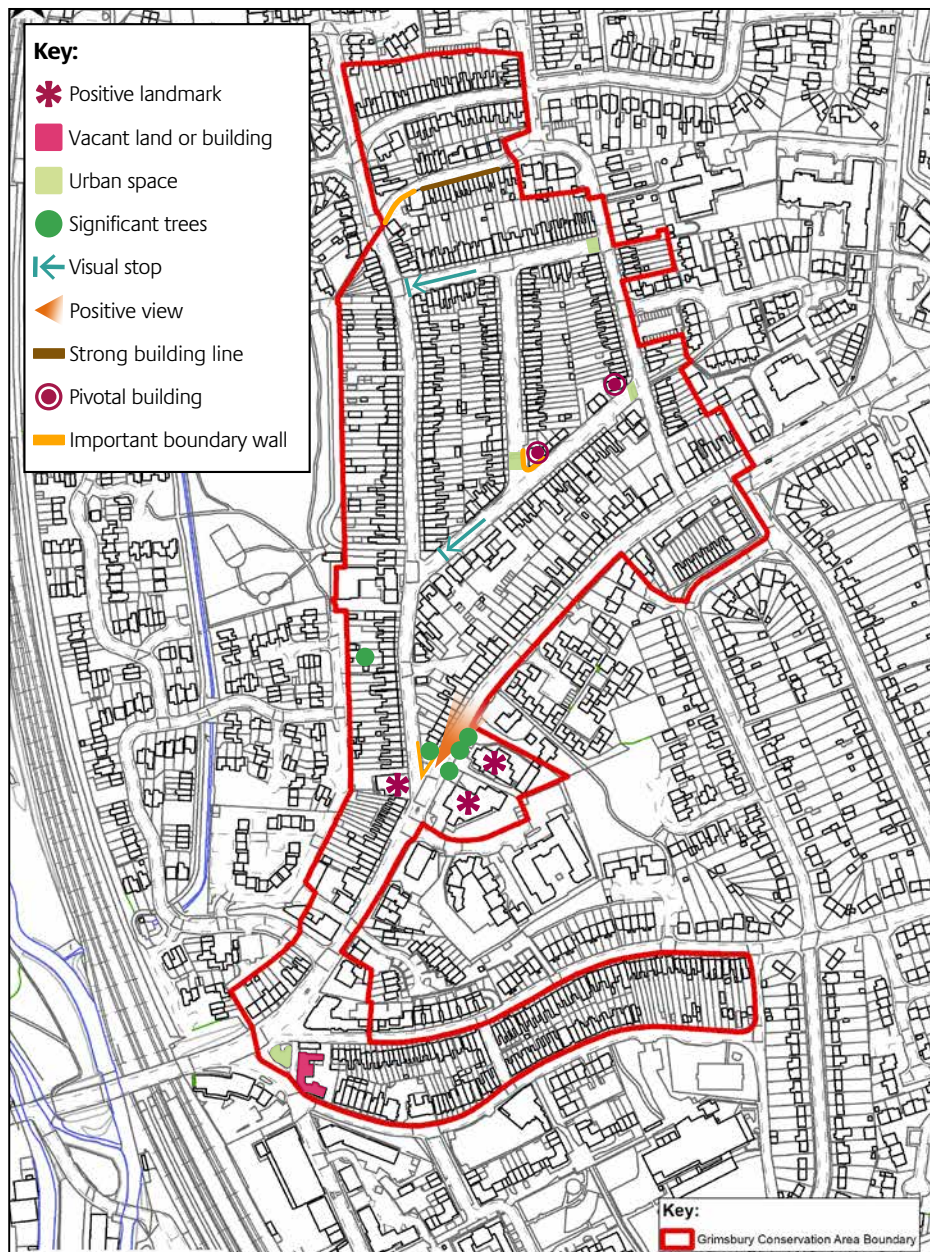 Key:
Positive landmark
Vacant land or building
Urban space
Significant trees
Visual stop
Positive view
Strong building line
Pivotal building
Important boundary wall
Key:
Grimsbury Conservation Area Boundary